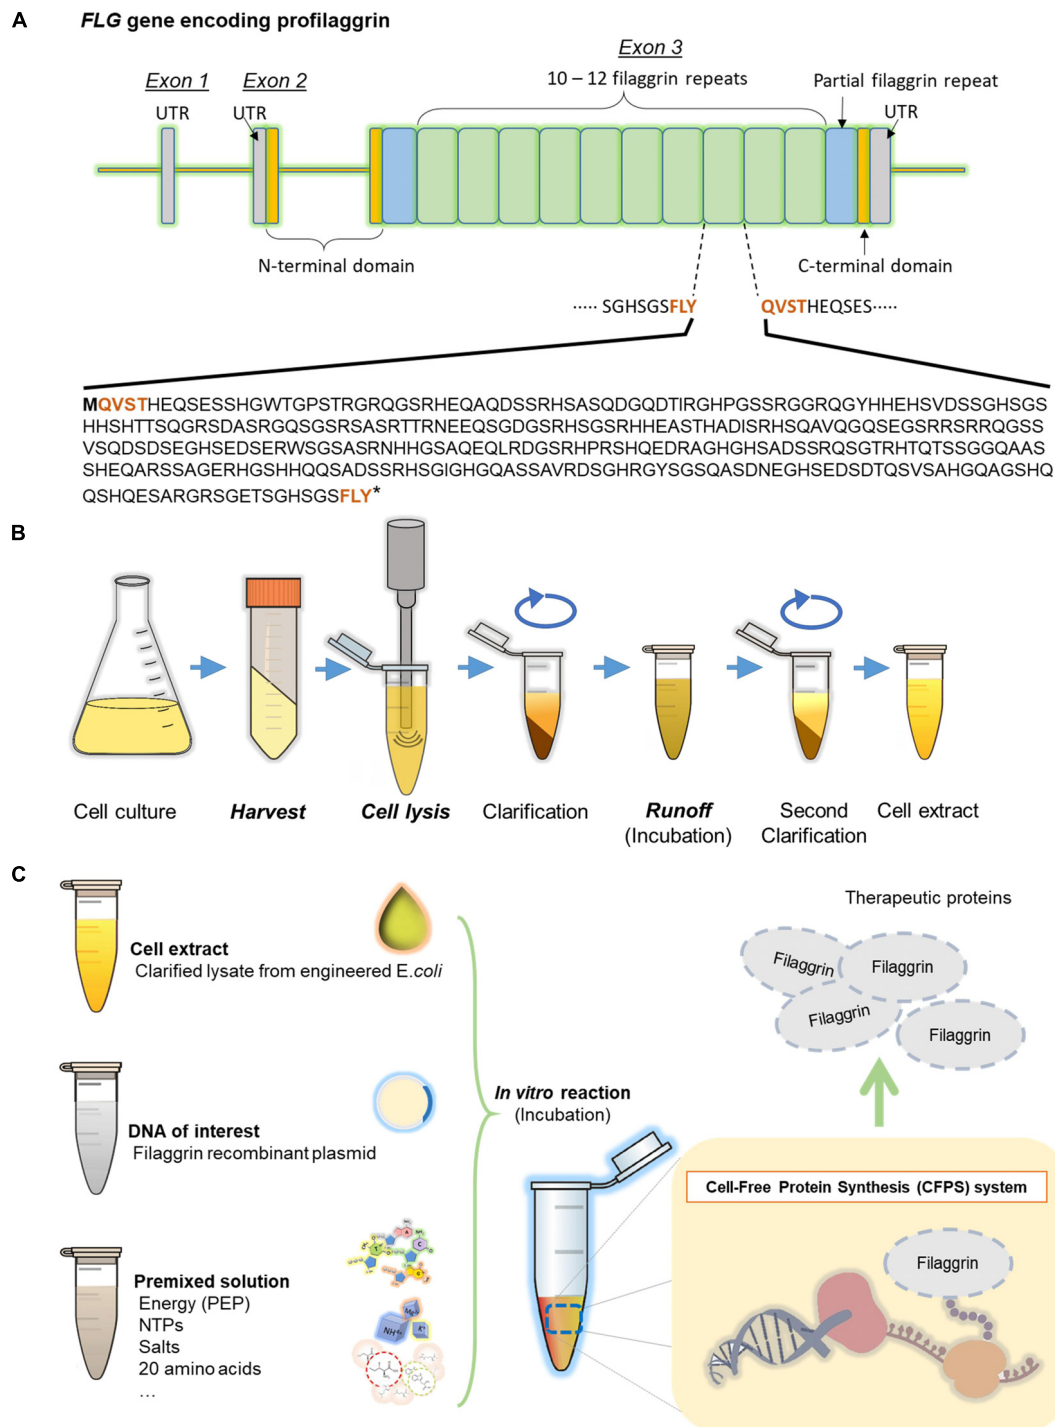 A
FLG gene encoding profilaggrin
Exon 3
Exon 1
Exon 2
10 – 12 filaggrin repeats
Partial filaggrin repeat
UTR
UTR
UTR
N-terminal domain
C-terminal domain
····· SGHSGSFLY
QVSTHEQSES·····
MQVSTHEQSESSHGWTGPSTRGRQGSRHEQAQDSSRHSASQDGQDTIRGHPGSSRGGRQGYHHEHSVDSSGHSGS
HHSHTTSQGRSDASRGQSGSRSASRTTRNEEQSGDGSRHSGSRHHEASTHADISRHSQAVQGQSEGSRRSRRQGSS
VSQDSDSEGHSEDSERWSGSASRNHHGSAQEQLRDGSRHPRSHQEDRAGHGHSADSSRQSGTRHTQTSSGGQAAS
SHEQARSSAGERHGSHHQQSADSSRHSGIGHGQASSAVRDSGHRGYSGSQASDNEGHSEDSDTQSVSAHGQAGSHQ
QSHQESARGRSGETSGHSGSFLY*
B
Cell culture
Harvest
Cell lysis
Clarification
Runoff
(Incubation)
Second
Clarification
Cell extract
C
Cell extract
Clarified lysate from engineered E.coli
DNA of interest
Filaggrin recombinant plasmid
Premixed solution
Energy (PEP)
NTPs
Salts
20 amino acids
...
In vitro reaction
(Incubation)
Therapeutic proteins
Filaggrin
Filaggrin
Filaggrin
Filaggrin
Cell-Free Protein Synthesis (CFPS) system
Filaggrin